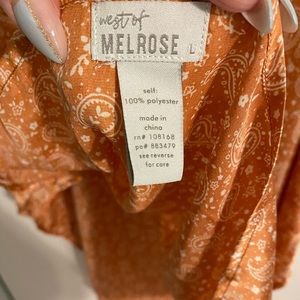 west of
MELROSE L
self:
100% polyester
made in
china
rn# 108168
po# 883479
see reverse
for care